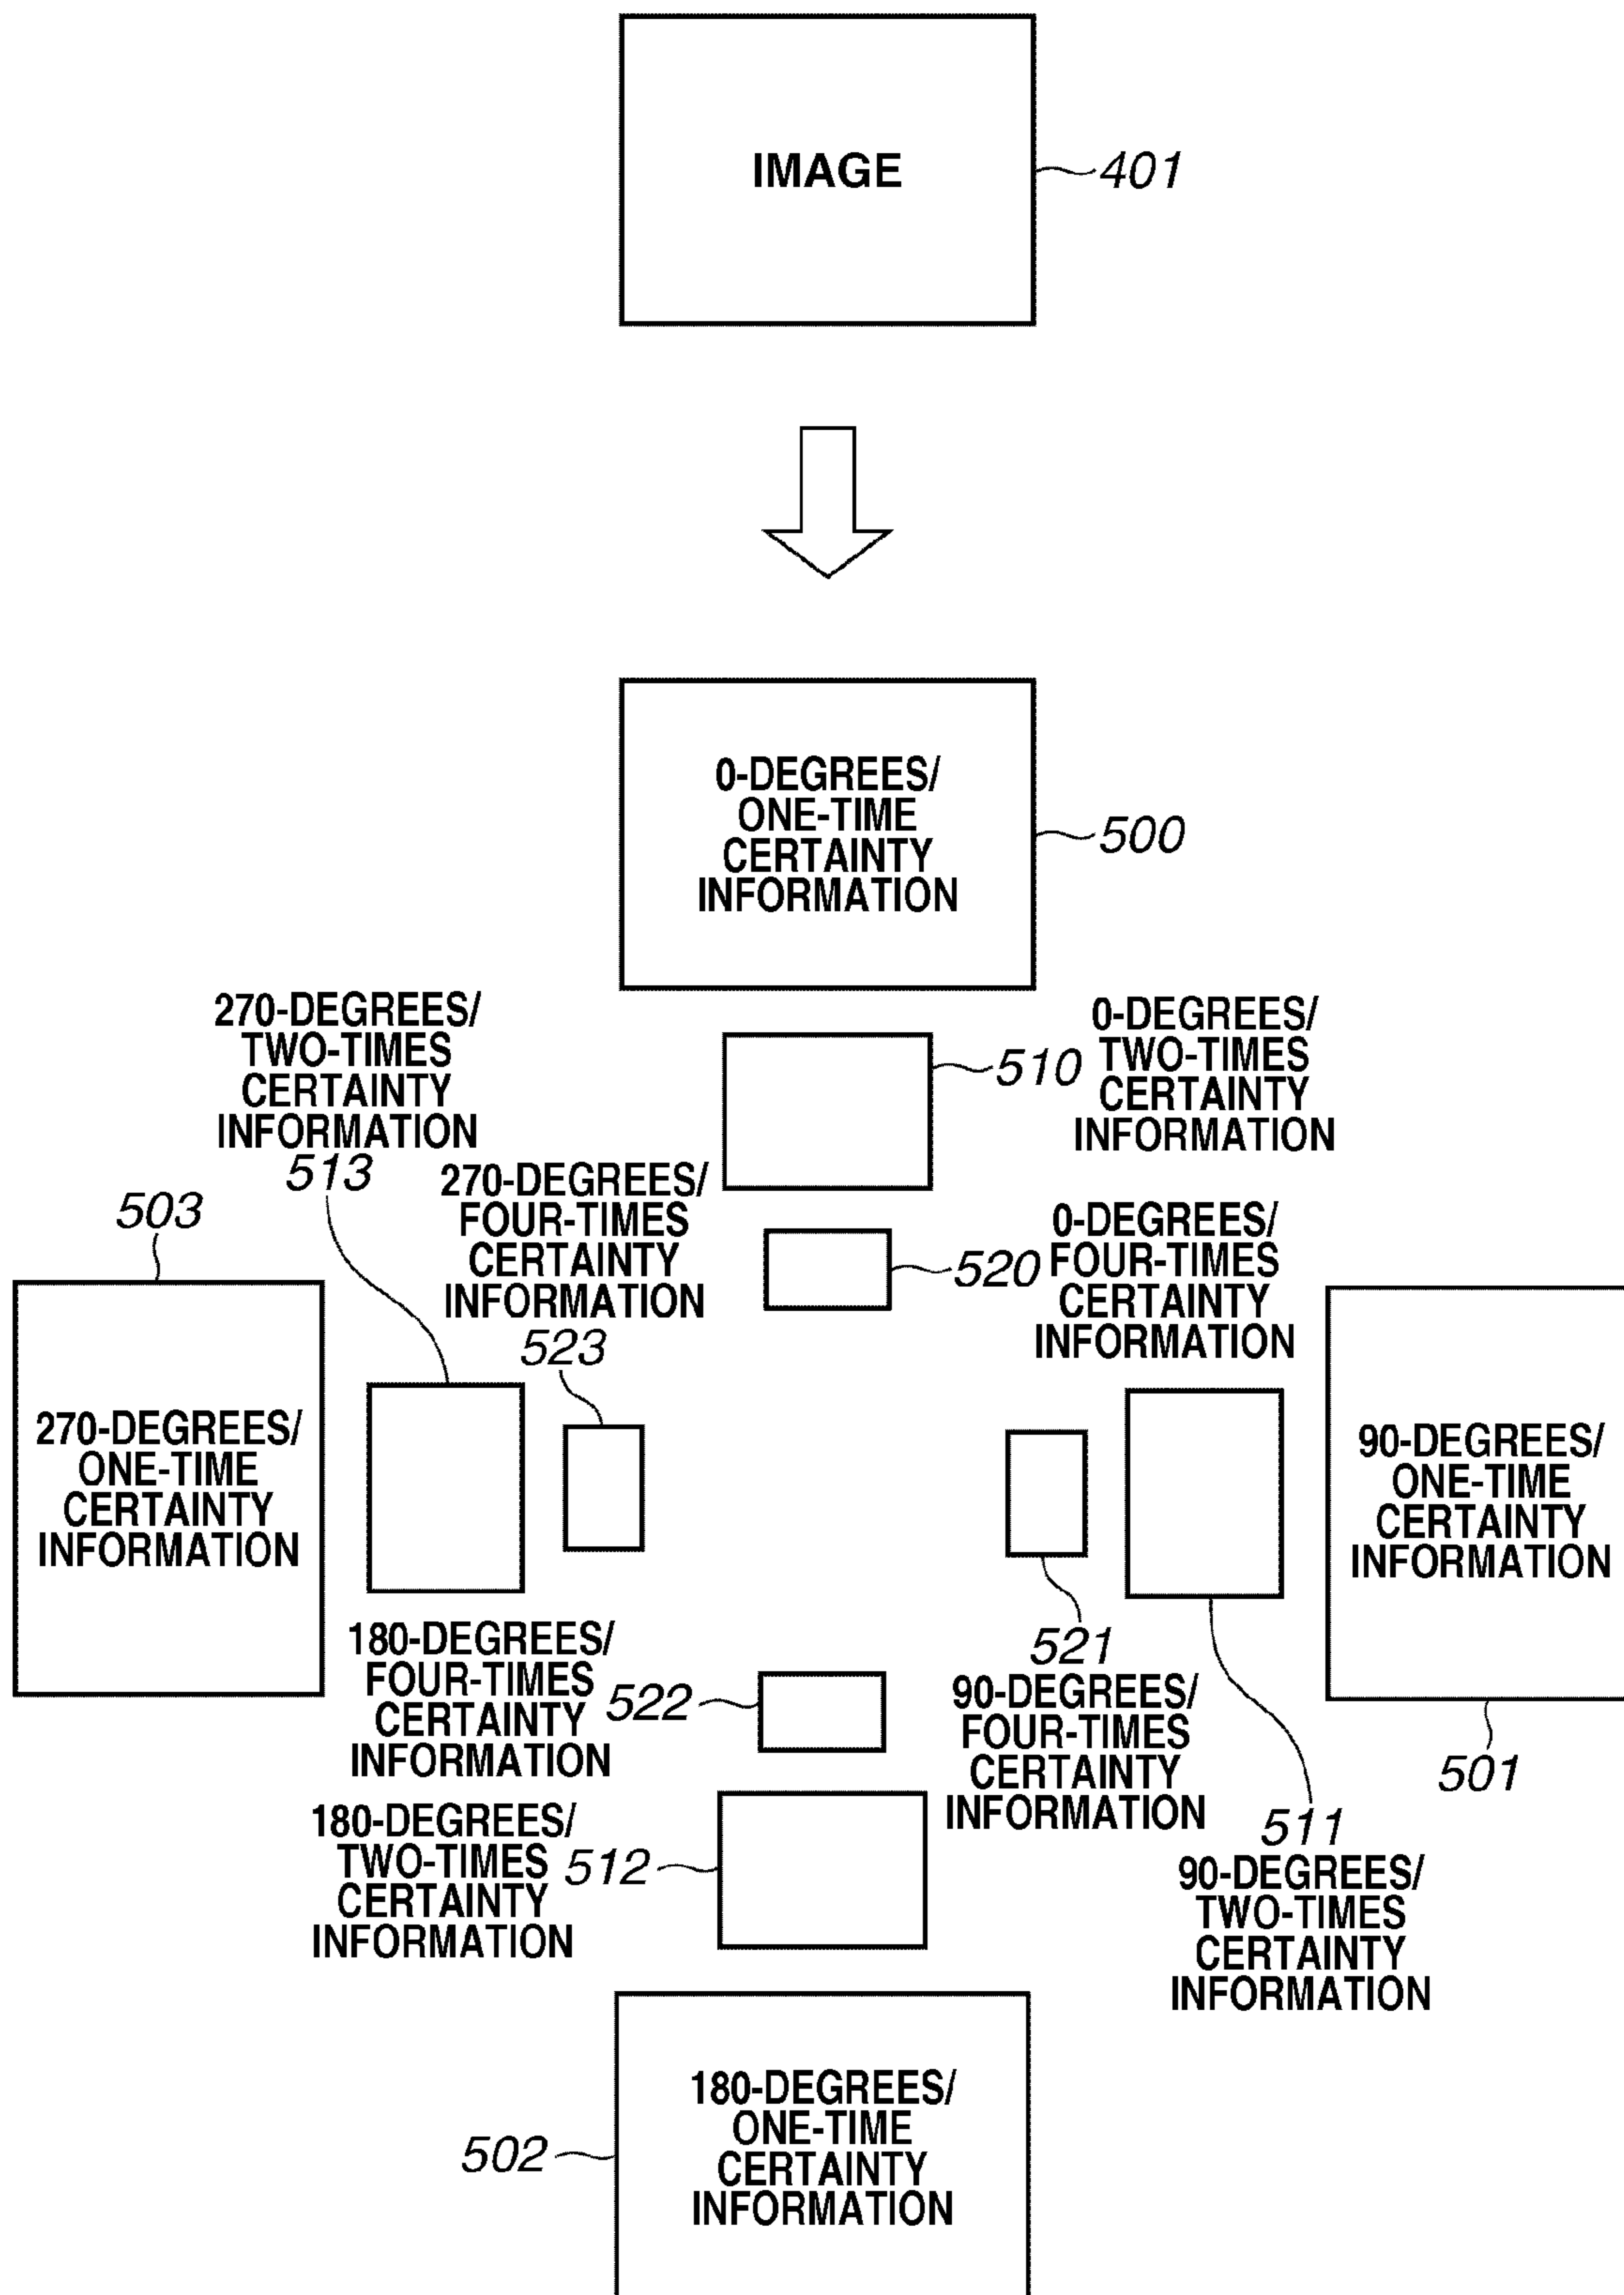 IMAGE
401
0-DEGREES/
ONE-TIME
CERTAINTY
INFORMATION
500
270-DEGREES/
TWO-TIMES
CERTAINTY
INFORMATION
513
510
0-DEGREES/
TWO-TIMES
CERTAINTY
INFORMATION
503
270-DEGREES/
FOUR-TIMES
CERTAINTY
INFORMATION
523
520
0-DEGREES/
FOUR-TIMES
CERTAINTY
INFORMATION
270-DEGREES/
ONE-TIME
CERTAINTY
INFORMATION
90-DEGREES/
ONE-TIME
CERTAINTY
INFORMATION
180-DEGREES/
FOUR-TIMES
CERTAINTY
INFORMATION
522
521
90-DEGREES/
FOUR-TIMES
CERTAINTY
INFORMATION
501
180-DEGREES/
TWO-TIMES
CERTAINTY
INFORMATION
512
511
90-DEGREES/
TWO-TIMES
CERTAINTY
INFORMATION
502
180-DEGREES/
ONE-TIME
CERTAINTY
INFORMATION